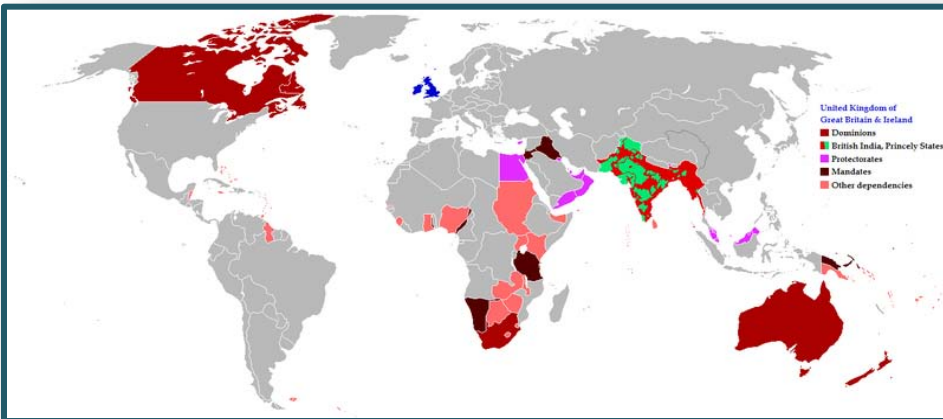 United Kingdom of
Great Britain & Ireland
Dominions
British India, Princely States
Protectorates
Mandates
Other dependencies